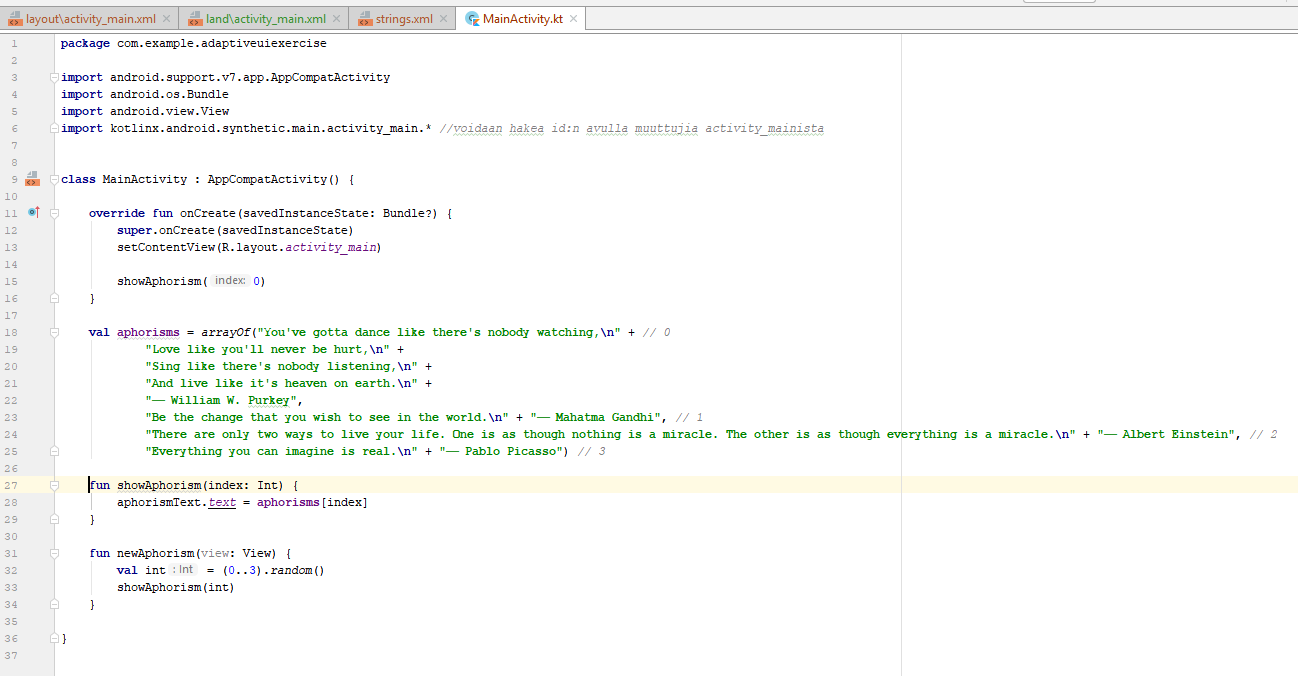 layout\activity_main.xml land\activity_main.xml strings.xml MainActivity.kt
1 package com.example.adaptiveuiexercise
2
3 import android.support.v7.app.AppCompatActivity
4 import android.os.Bundle
5 import android.view.View
6 import kotlinx.android.synthetic.main.activity_main.* //voidaan hakea id:n avulla muuttujia activity_mainista
7
8
9 class MainActivity : AppCompatActivity() {
10
11 override fun onCreate(savedInstanceState: Bundle?) {
12 super.onCreate(savedInstanceState)
13 setContentView(R.layout.activity_main)
14
15 showAphorism( index: 0)
16 }
17
18 val aphorisms = arrayOf("You've gotta dance like there's nobody watching,\n" + // 0
19 "Love like you'll never be hurt,\n" +
20 "Sing like there's nobody listening,\n" +
21 "And live like it's heaven on earth.\n" +
22 "― William W. Purkey",
23 "Be the change that you wish to see in the world.\n" + "― Mahatma Gandhi", // 1
24 "There are only two ways to live your life. One is as though nothing is a miracle. The other is as though everything is a miracle.\n" + "― Albert Einstein", // 2
25 "Everything you can imagine is real.\n" + "― Pablo Picasso") // 3
26
27 fun showAphorism(index: Int) {
28 aphorismText.text = aphorisms[index]
29 }
30
31 fun newAphorism(view: View) {
32 val int : Int = (0..3).random()
33 showAphorism(int)
34 }
35
36 }
37